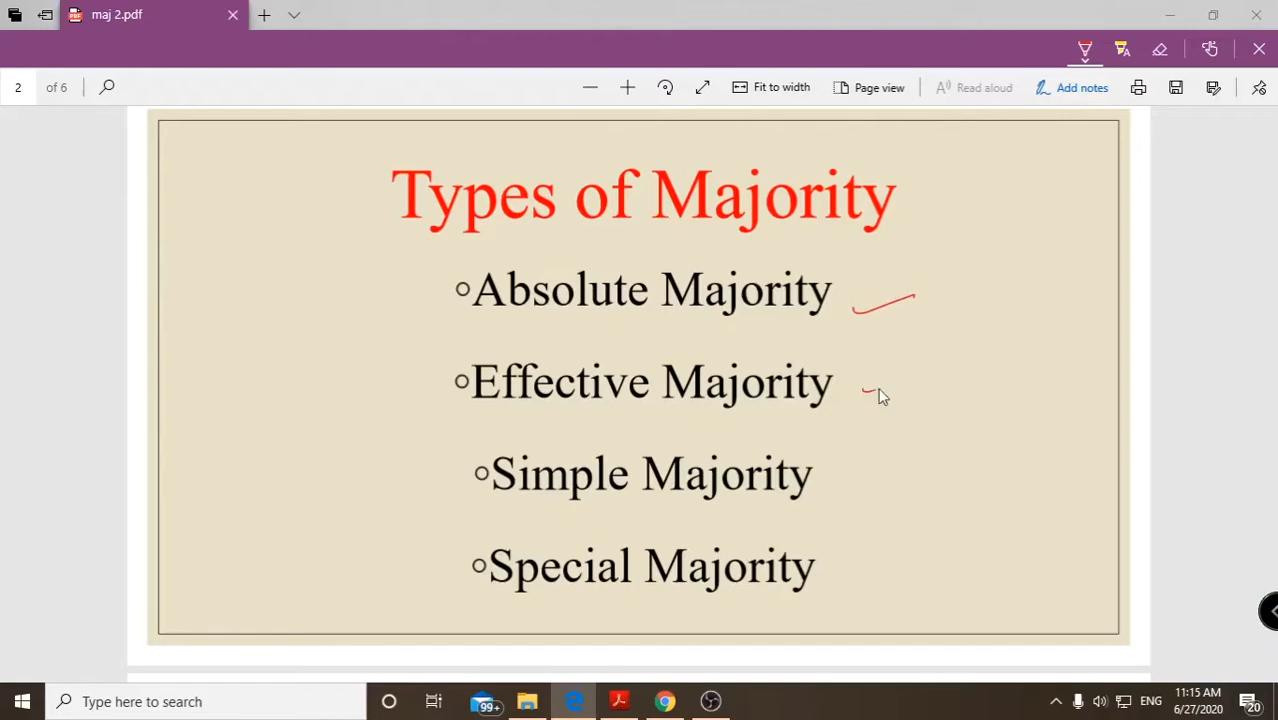 maj 2.pdf
2 of 6
Fit to width
Page view
Read aloud
Add notes
Types of Majority
Absolute Majority
Effective Majority
Simple Majority
Special Majority
Type here to search
99+
ENG
11:15 AM
6/27/2020
20